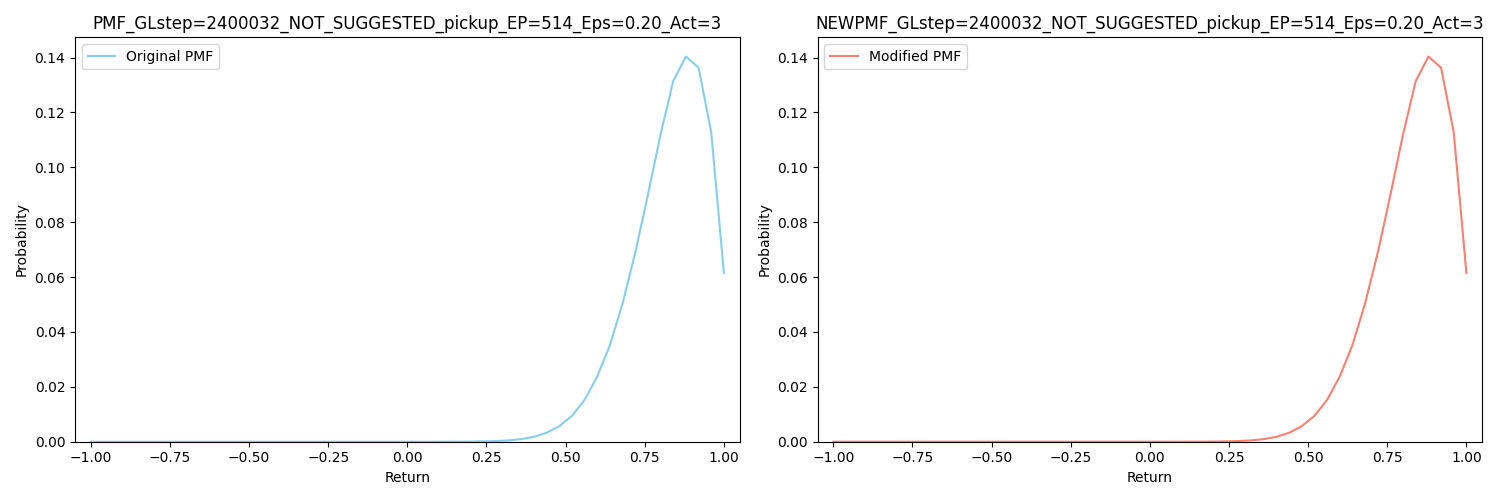 PMF_GLstep=2400032_NOT_SUGGESTED_pickup_EP=514_Eps=0.20_Act=3
Original PMF
Probability
0.14
0.12
0.10
0.08
0.06
0.04
0.02
0.00
−1.00 −0.75 −0.50 −0.25 0.00 0.25 0.50 0.75 1.00
Return
NEWPMF_GLstep=2400032_NOT_SUGGESTED_pickup_EP=514_Eps=0.20_Act=3
Modified PMF
Probability
0.14
0.12
0.10
0.08
0.06
0.04
0.02
0.00
−1.00 −0.75 −0.50 −0.25 0.00 0.25 0.50 0.75 1.00
Return